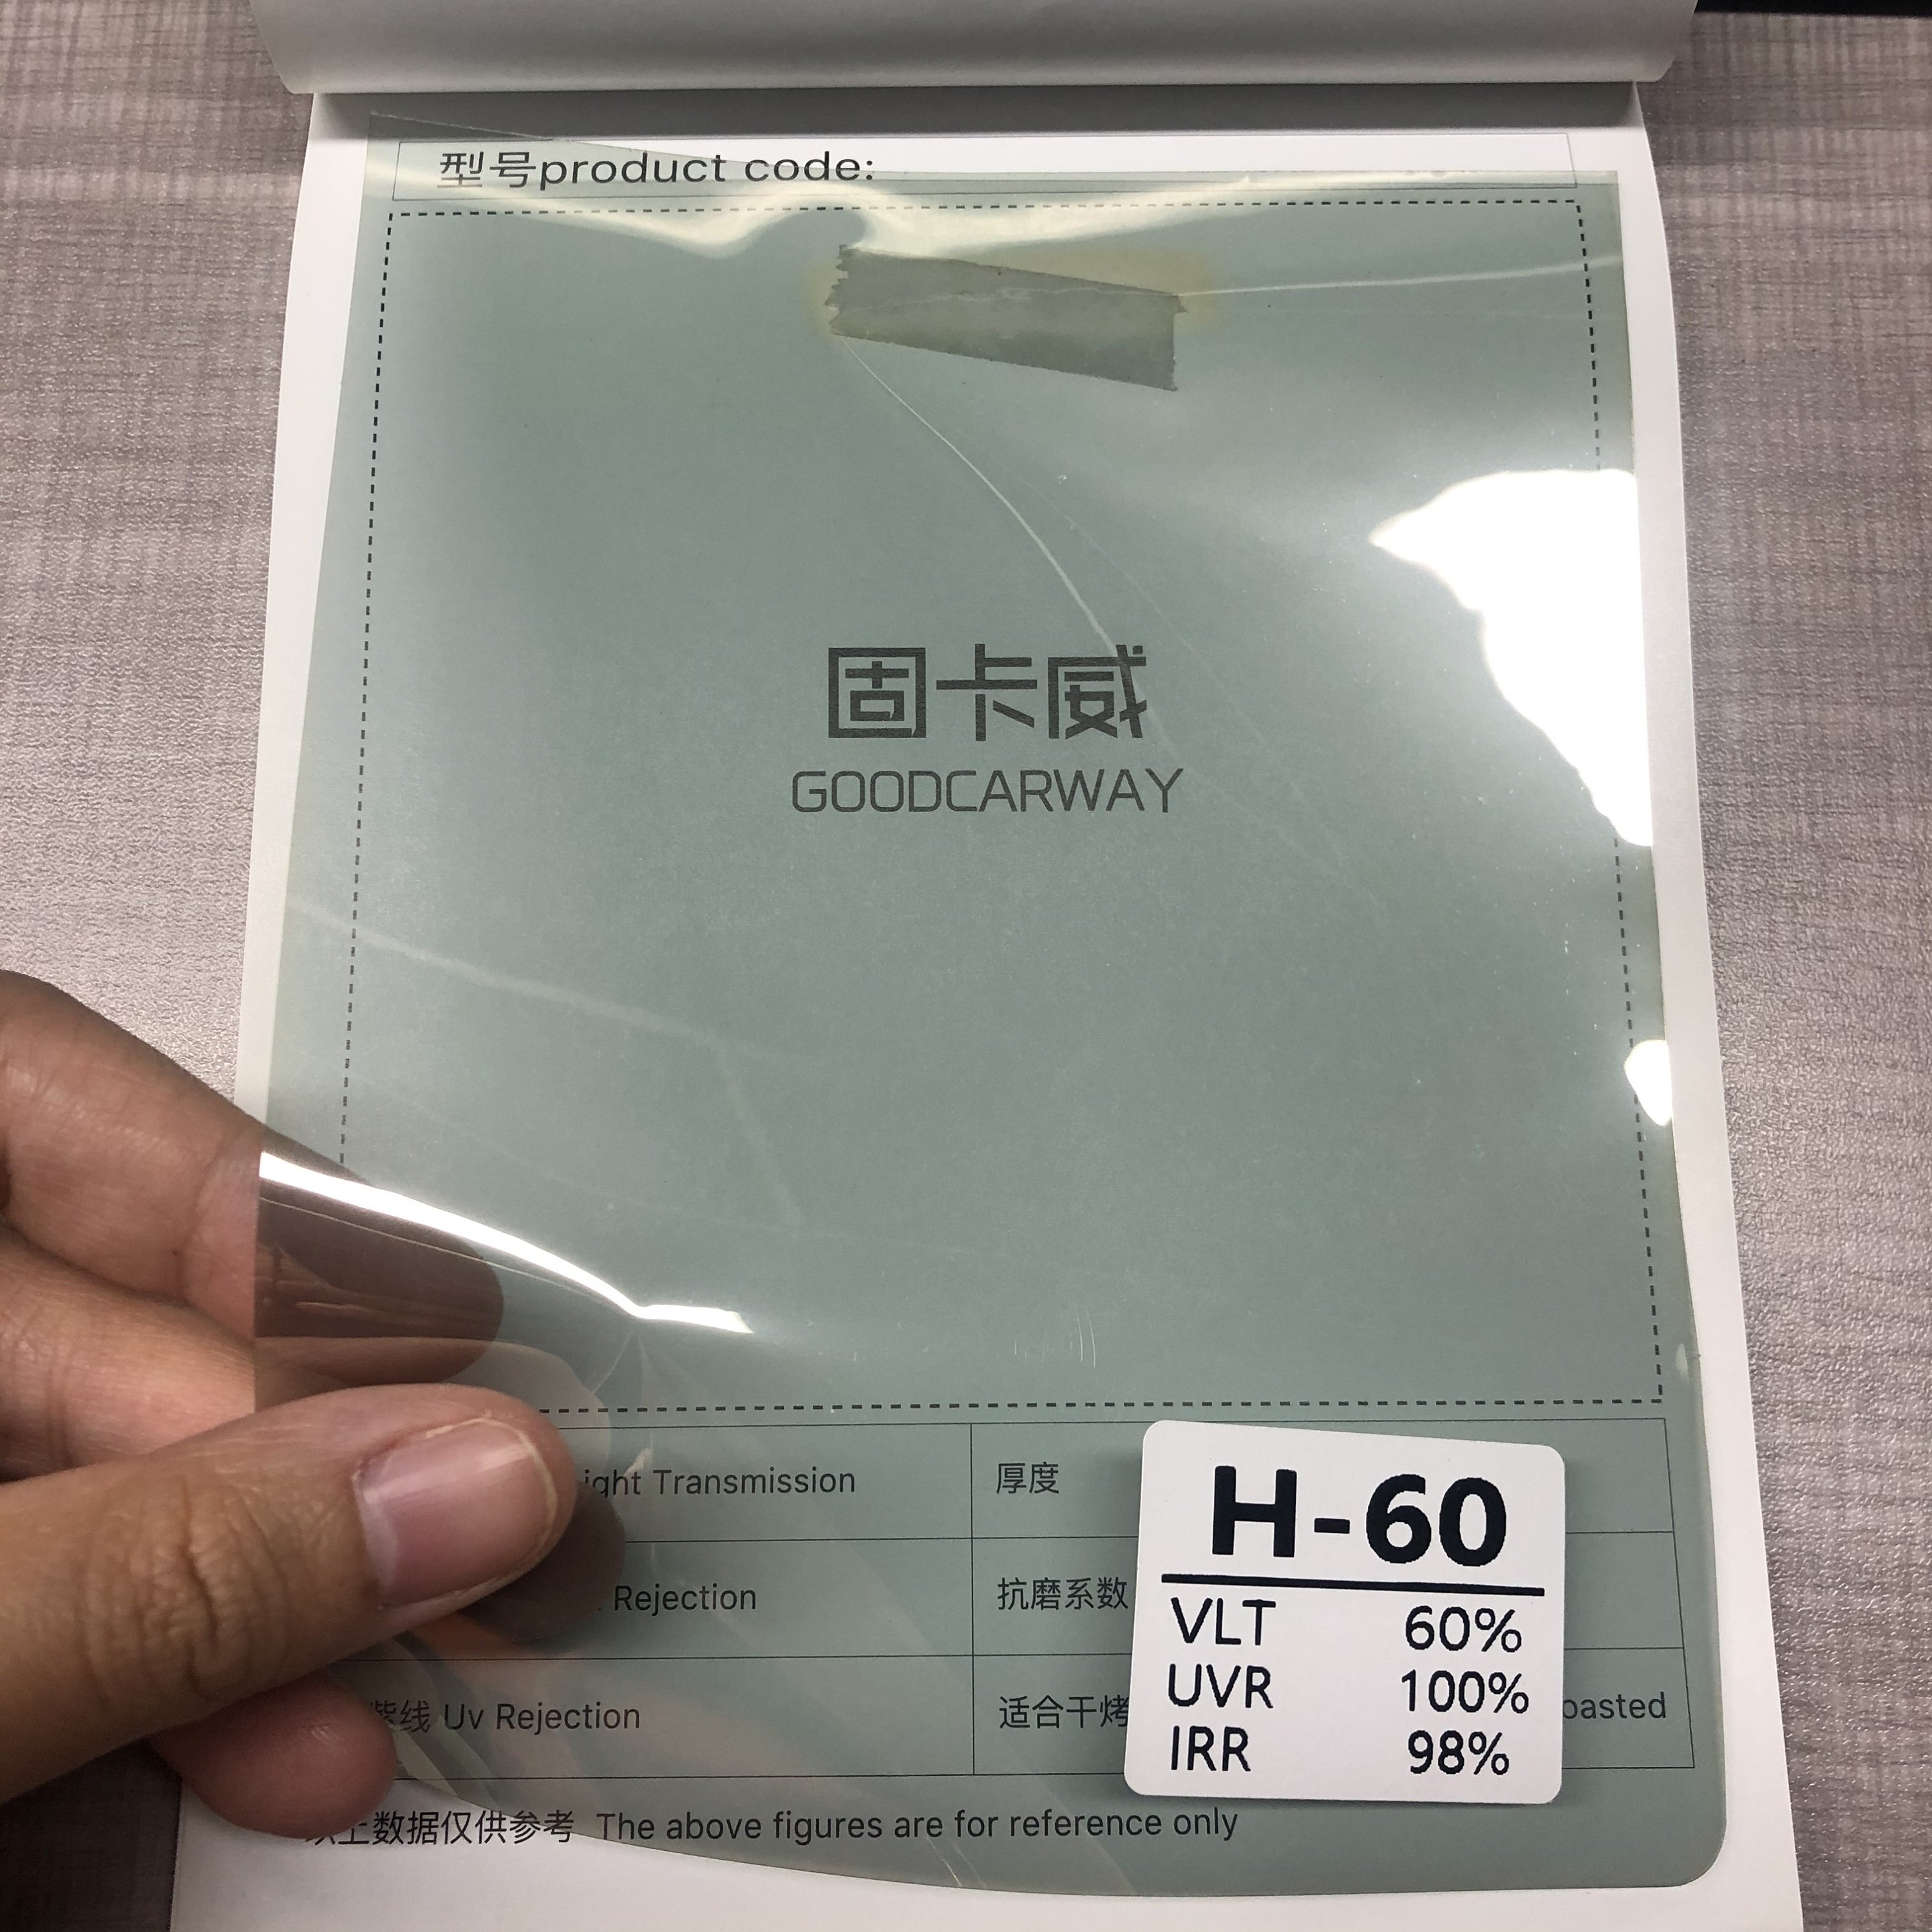 型号product code:
固卡威
GOODCARWAY
Transmission
厚度
Rejection
抗磨系数
紫线 Uv Rejection
适合干烤
H-60
VLT 60%
UVR 100%
IRR 98%
以上数据仅供参考 The above figures are for reference only